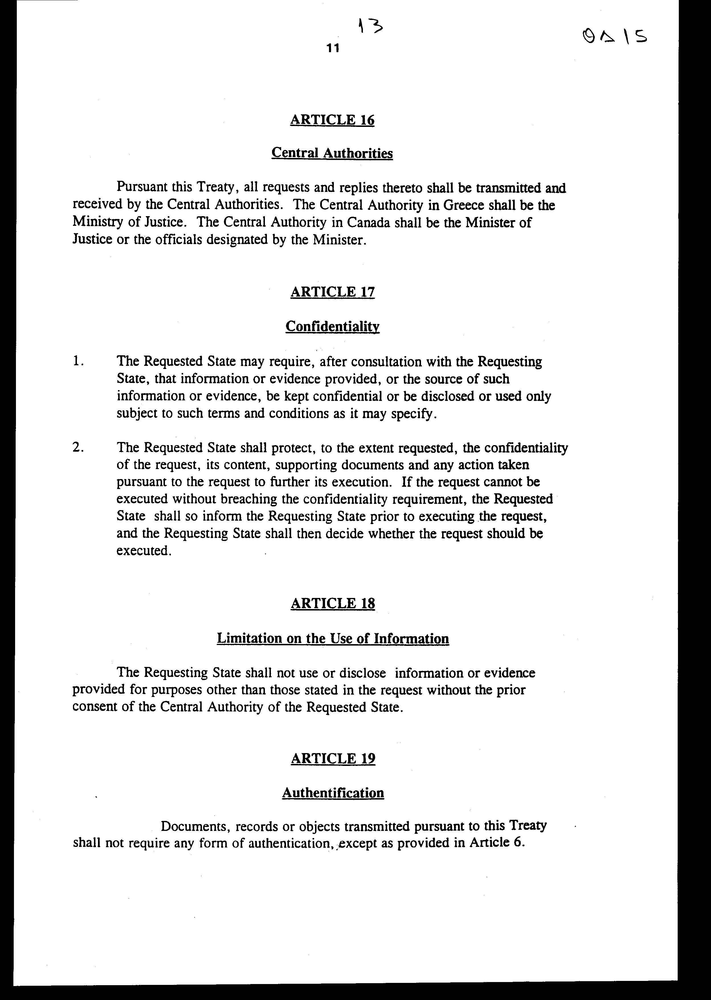 13
11
ARTICLE 16
Central Authorities
Pursuant this Treaty, all requests and replies thereto shall be transmitted and
received by the Central Authorities. The Central Authority in Greece shall be the
Ministry of Justice. The Central Authority in Canada shall be the Minister of
Justice or the officials designated by the Minister.
ARTICLE 17
Confidentiality
1. The Requested State may require, after consultation with the Requesting
State, that information or evidence provided, or the source of such
information or evidence, be kept confidential or be disclosed or used only
subject to such terms and conditions as it may specify.
2. The Requested State shall protect, to the extent requested, the confidentiality
of the request, its content, supporting documents and any action taken
pursuant to the request to further its execution. If the request cannot be
executed without breaching the confidentiality requirement, the Requested
State shall so inform the Requesting State prior to executing the request,
and the Requesting State shall then decide whether the request should be
executed.
ARTICLE 18
Limitation on the Use of Information
The Requesting State shall not use or disclose information or evidence
provided for purposes other than those stated in the request without the prior
consent of the Central Authority of the Requested State.
ARTICLE 19
Authentification
Documents, records or objects transmitted pursuant to this Treaty
shall not require any form of authentication, except as provided in Article 6.